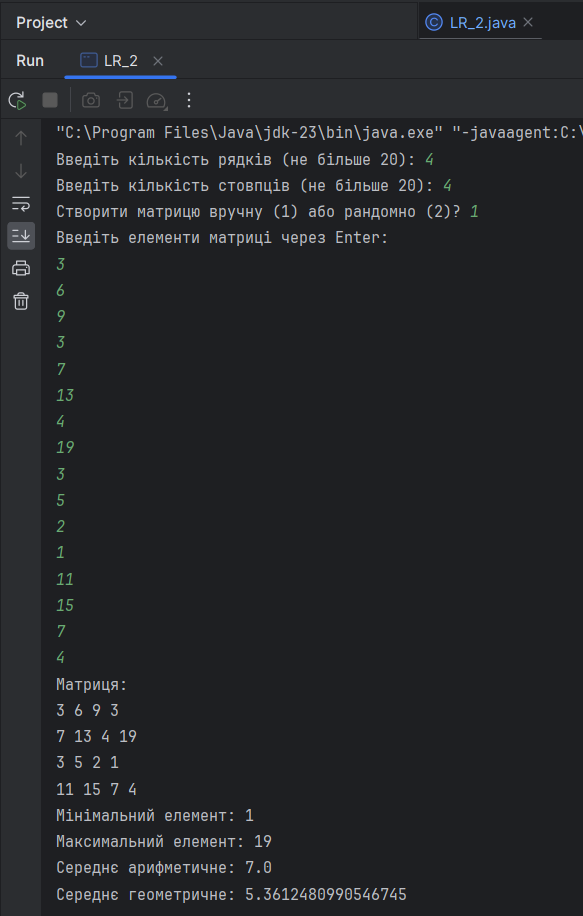 Project
LR_2.java
Run
LR_2
"C:\Program Files\Java\jdk-23\bin\java.exe" "-javaagent:C:\
Введіть кількість рядків (не більше 20): 4
Введіть кількість стовпців (не більше 20): 4
Створити матрицю вручну (1) або рандомно (2)? 1
Введіть елементи матриці через Enter:
3
6
9
3
7
13
4
19
3
5
2
1
11
15
7
4
Матриця:
3 6 9 3
7 13 4 19
3 5 2 1
11 15 7 4
Мінімальний елемент: 1
Максимальний елемент: 19
Середнє арифметичне: 7.0
Середнє геометричне: 5.3612480990546745